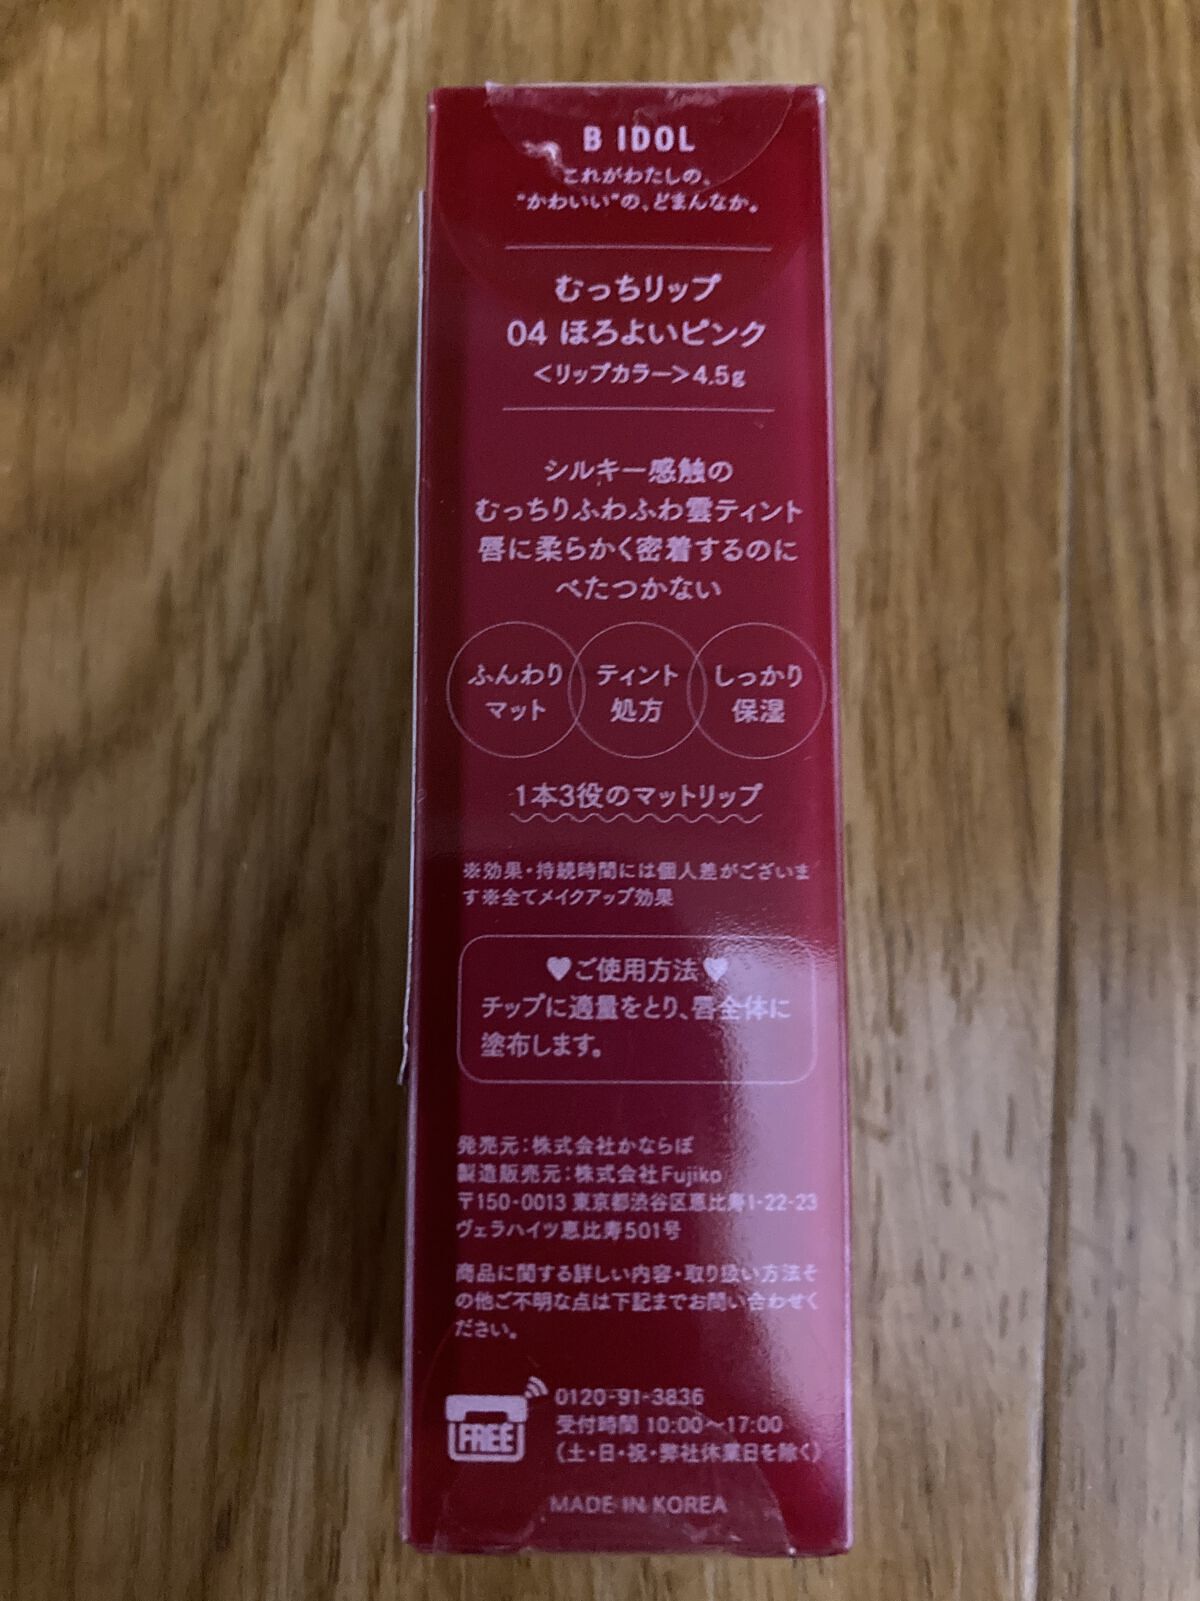 B IDOL
これがわたしの、
"かわいい"の、どまんなか。
むっちリップ
04 ほろよいピンク
<リップカラー>4.5g
シルキー感触の
むっちりふわふわ雲ティント
唇に柔らかく密着するのに
べたつかない
ふんわり
マット
ティント
処方
しっかり
保湿
1本3役のマットリップ
※効果・持続時間には個人差がございま
す※全てメイクアップ効果
♥ご使用方法♥
チップに適量をとり、唇全体に
塗布します。
発売元:株式会社かならぼ
製造販売元:株式会社Fujiko
〒150-0013 東京都渋谷区恵比寿1-22-23
ヴェラハイツ恵比寿501号
商品に関する詳しい内容・取り扱い方法そ
の他ご不明な点は下記までお問い合わせく
ださい。
FREE
0120-91-3836
受付時間 10:00〜17:00
(土・日・祝・弊社休業日を除く)
MADE IN KOREA